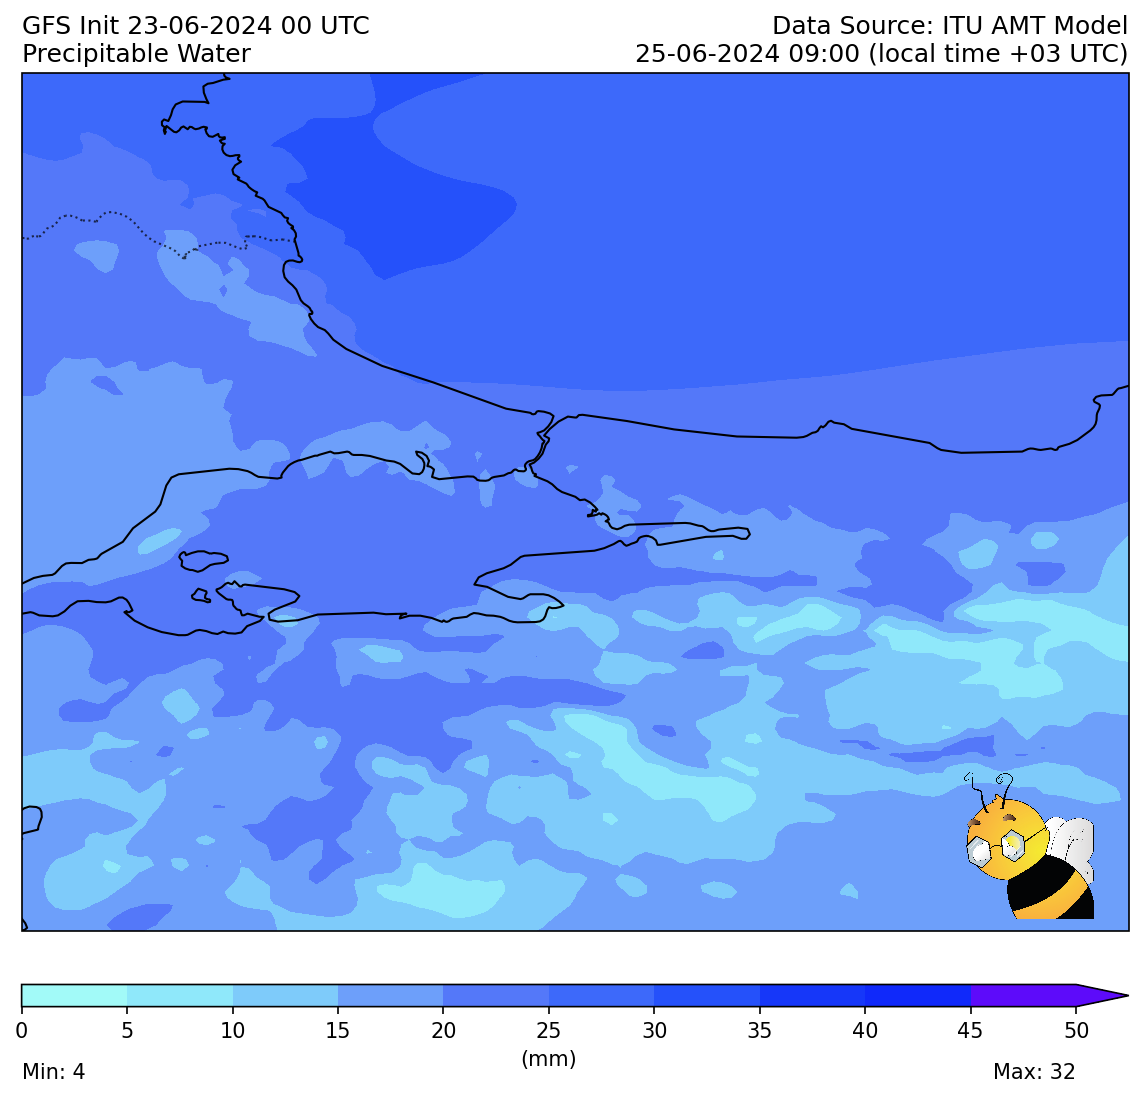 GFS Init 23-06-2024 00 UTC
Data Source: ITU AMT Model
Precipitable Water
25-06-2024 09:00 (local time +03 UTC)
0 5 10 15 20 25 30 35 40 45 50
(mm)
Min: 4
Max: 32